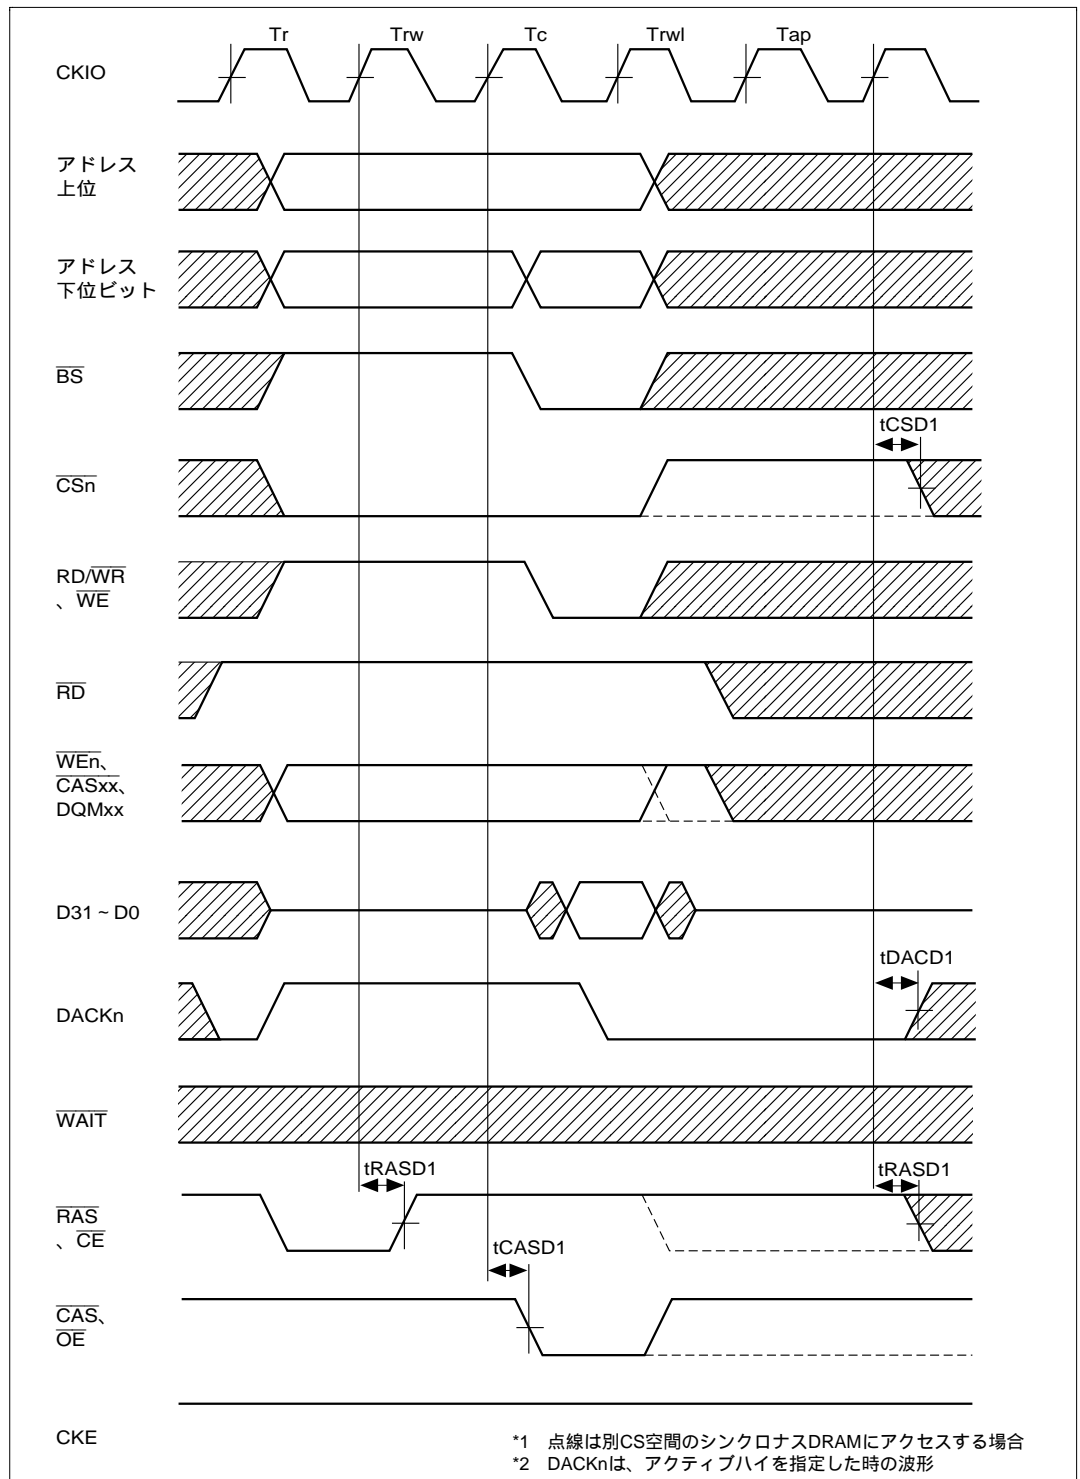 Tr Trw Tc Trwl Tap
CKIO
アドレス
上位
アドレス
下位ビット
BS
tCSD1
CSn
RD/WR
、WE
RD
WEn、
CASxx、
DQMxx
D31 ~ D0
tDACD1
DACKn
WAIT
tRASD1 tRASD1
RAS
、CE
tCASD1
CAS、
OE
CKE
*1 点線は別CS空間のシンクロナスDRAMにアクセスする場合
*2 DACKnは、アクティブハイを指定した時の波形